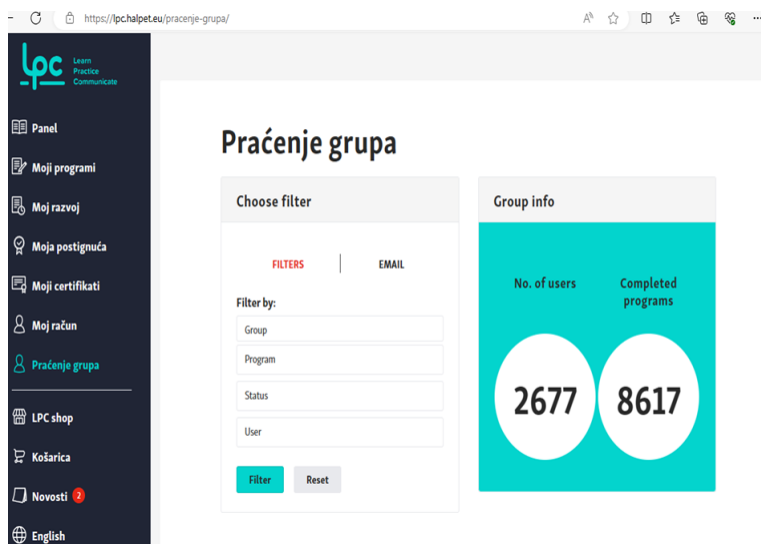 https://lpc.halpet.eu/pracenje-grupa/
lpc
Learn
Practice
Communicate
Panel
Moji programi
Moj razvoj
Moja postignuća
Moji certifikati
Moj račun
Praćenje grupa
LPC shop
Košarica
Novosti 2
English
Praćenje grupa
Choose filter
FILTERS | EMAIL
Filter by:
Group
Program
Status
User
Filter Reset
Group info
No. of users
2677
Completed
programs
8617